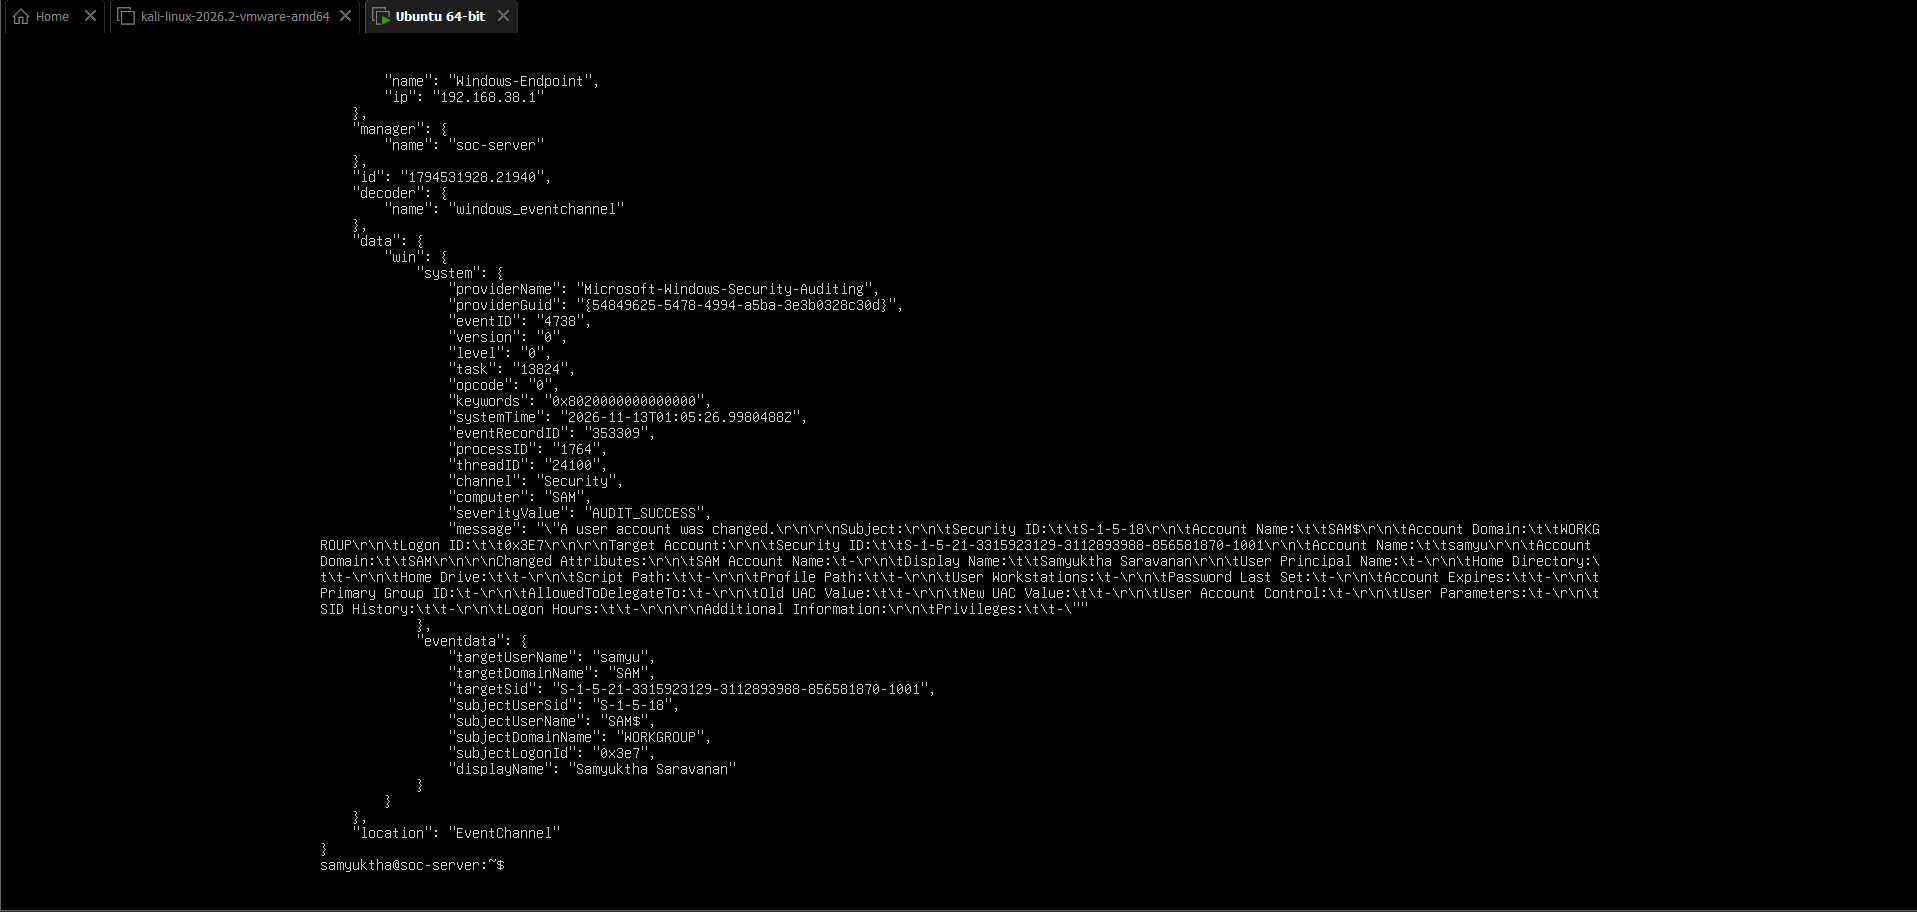 Home
kali-linux-2026.2-vmware-amd64
Ubuntu 64-bit
"name": "Windows-Endpoint",
"ip": "192.168.38.1"
},
"manager": {
"name": "soc-server"
},
"id": "1794531928.21940",
"decoder": {
"name": "windows_eventchannel"
},
"data": {
"win": {
"system": {
"providerName": "Microsoft-Windows-Security-Auditing",
"providerGuid": "{54849625-5478-4994-a5ba-3e3b0328c30d}",
"eventID": "4738",
"version": "0",
"level": "0",
"task": "13824",
"opcode": "0",
"keywords": "0x8020000000000000",
"systemTime": "2026-11-13T01:05:26.9980488Z",
"eventRecordID": "353309",
"processID": "1764",
"threadID": "24100",
"channel": "Security",
"computer": "SAM",
"severityValue": "AUDIT_SUCCESS",
"message": "\"A user account was changed.\r\n\r\nSubject:\r\n\tSecurity ID:\t\tS-1-5-18\r\n\tAccount Name:\t\tSAM$\r\n\tAccount Domain:\t\tWORKG
ROUP\r\n\tLogon ID:\t\t0x3E7\r\n\r\nTarget Account:\r\n\tSecurity ID:\t\tS-1-5-21-3315923129-3112893988-856581870-1001\r\n\tAccount Name:\t\tsamyu\r\n\tAccount
Domain:\t\tSAM\r\n\r\nChanged Attributes:\r\n\tSAM Account Name:\t-\r\n\tDisplay Name:\t\tSamyuktha Saravanan\r\n\tUser Principal Name:\t-\r\n\tHome Directory:\
t\t-\r\n\tHome Drive:\t\t-\r\n\tScript Path:\t\t-\r\n\tProfile Path:\t\t-\r\n\tUser Workstations:\t-\r\n\tPassword Last Set:\t-\r\n\tAccount Expires:\t\t-\r\n\t
Primary Group ID:\t-\r\n\tAllowedToDelegateTo:\t-\r\n\tOld UAC Value:\t\t-\r\n\tNew UAC Value:\t\t-\r\n\tUser Account Control:\t-\r\n\tUser Parameters:\t-\r\n\t
SID History:\t\t-\r\n\tLogon Hours:\t\t-\r\n\r\nAdditional Information:\r\n\tPrivileges:\t\t-\""
},
"eventdata": {
"targetUserName": "samyu",
"targetDomainName": "SAM",
"targetSid": "S-1-5-21-3315923129-3112893988-856581870-1001",
"subjectUserSid": "S-1-5-18",
"subjectUserName": "SAM$",
"subjectDomainName": "WORKGROUP",
"subjectLogonId": "0x3e7",
"displayName": "Samyuktha Saravanan"
}
}
},
"location": "EventChannel"
}
samyuktha@soc-server:~$